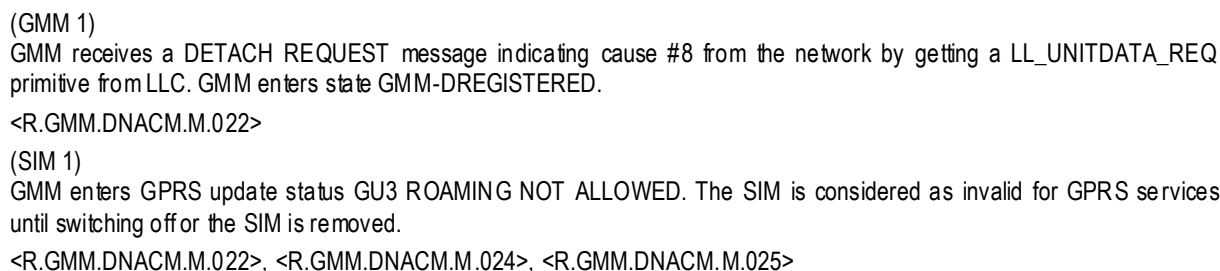 (GMM 1)
GMM receives a DETACH REQUEST message indicating cause #8 from the network by getting a LL_UNITDATA_REQ
primitive from LLC. GMM enters state GMM-DREGISTERED.
<R.GMM.DNACM.M.022>
(SIM 1)
GMM enters GPRS update status GU3 ROAMING NOT ALLOWED. The SIM is considered as invalid for GPRS services
until switching off or the SIM is removed.
<R.GMM.DNACM.M.022>, <R.GMM.DNACM.M.024>, <R.GMM.DNACM.M.025>